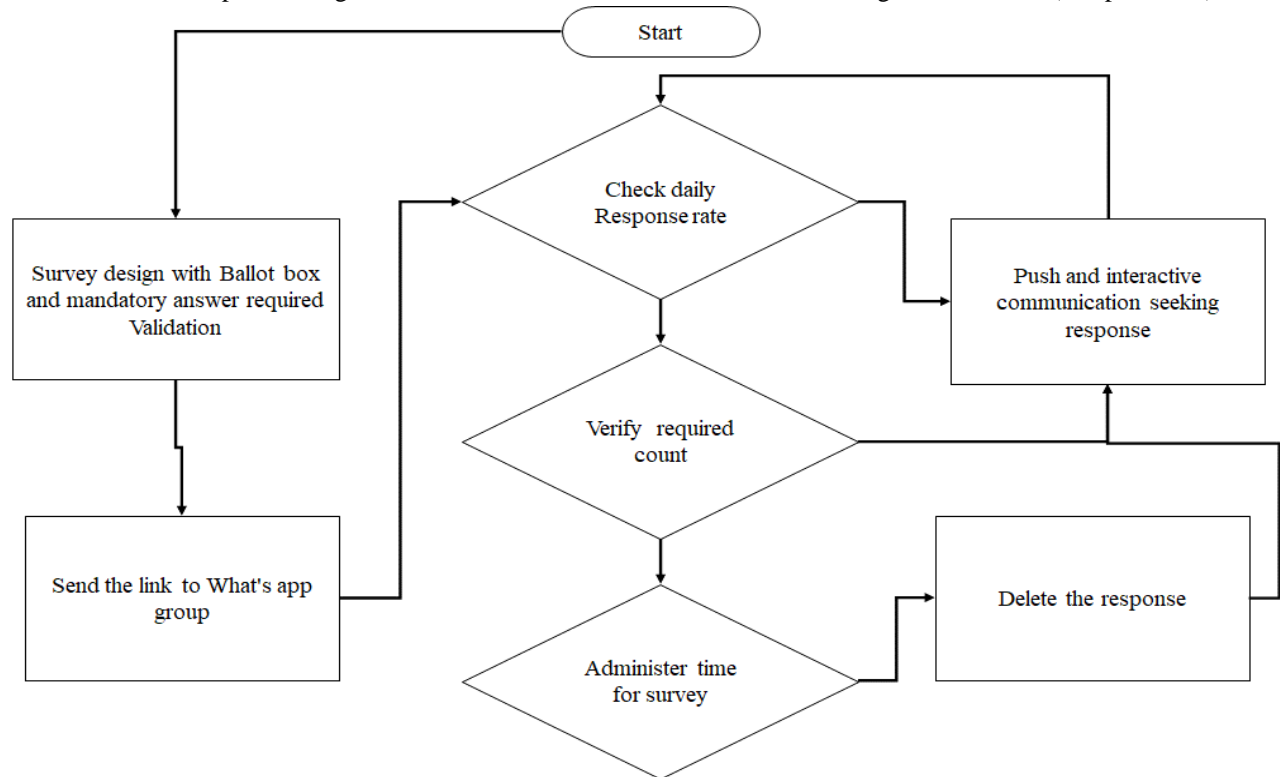 Start
Check daily
Response rate
Survey design with Ballot box
and mandatory answer required
Validation
Push and interactive
communication seeking
response
Verify required
count
Send the link to What's app
group
Delete the response
Administer time
for survey